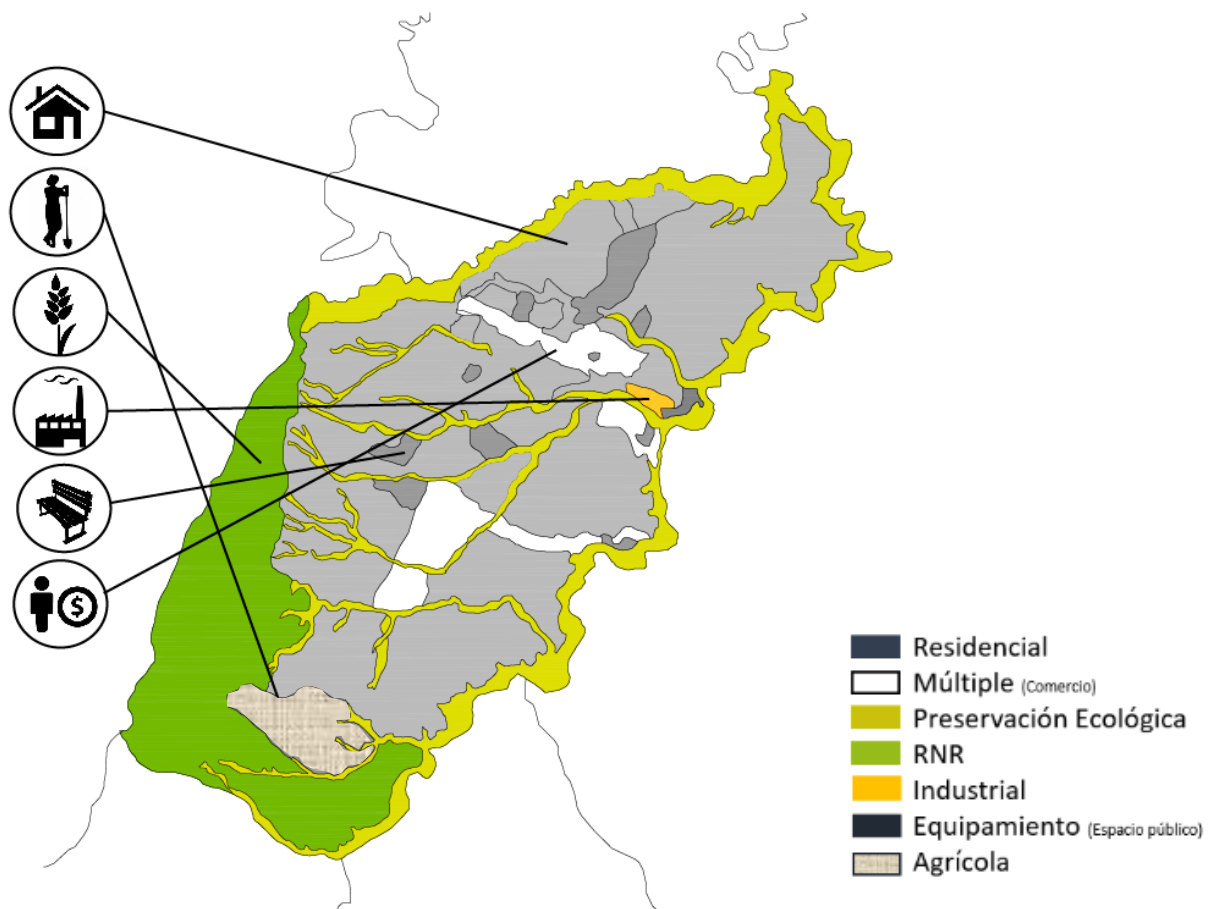 $
Residencial
Múltiple (Comercio)
Preservación Ecológica
RNR
Industrial
Equipamiento (Espacio público)
Agrícola